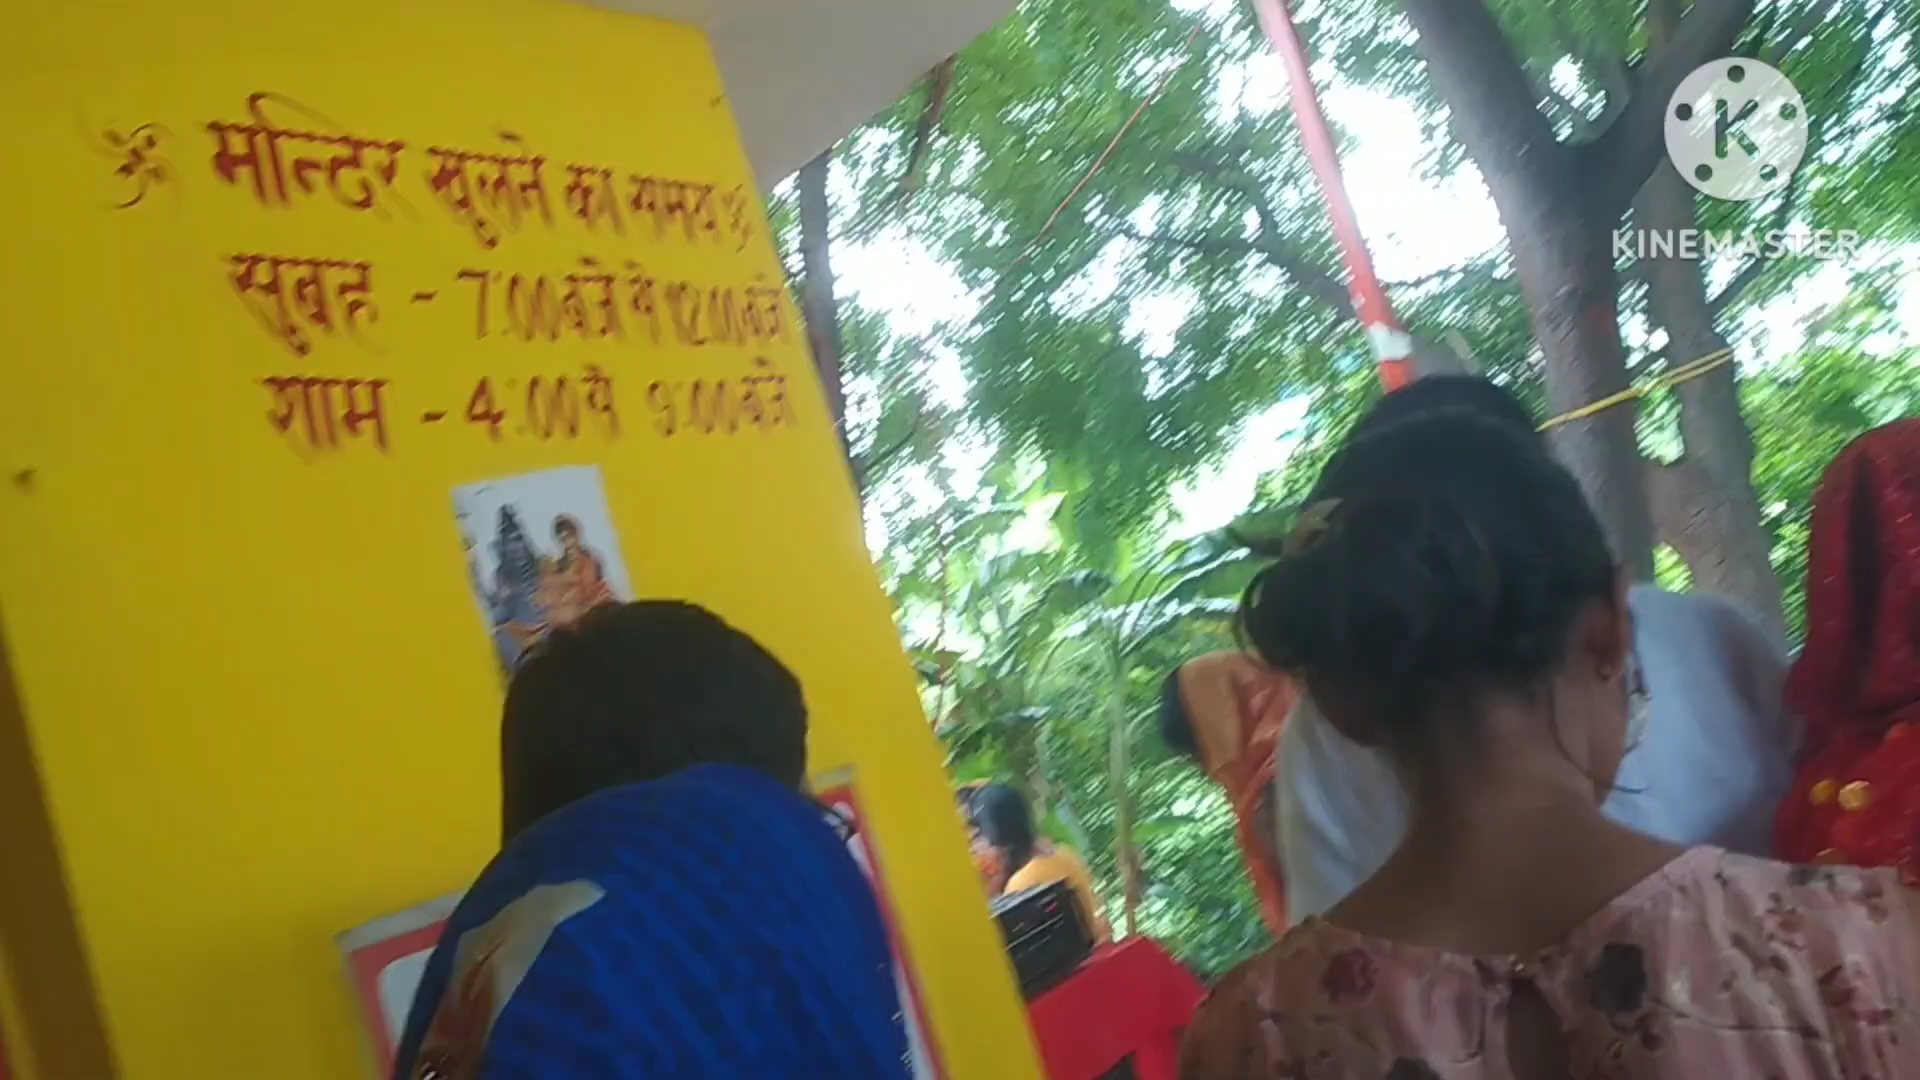 ॐ मन्दिर खुलने का समय ॐ
सुबह - 7:00 बजे से 12:00 बजे
शाम - 4:00 से 9:00 बजे
K
KINEMASTER